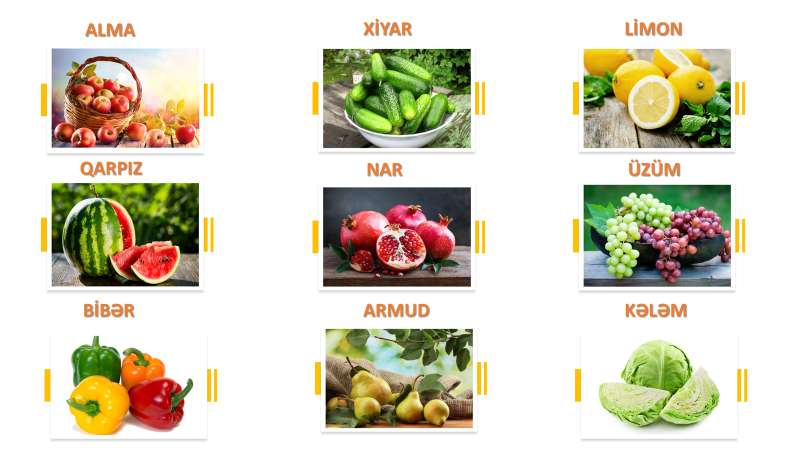 ALMA
XİYAR
LİMON
QARPIZ
NAR
ÜZÜM
BİBƏR
ARMUD
KƏLƏM